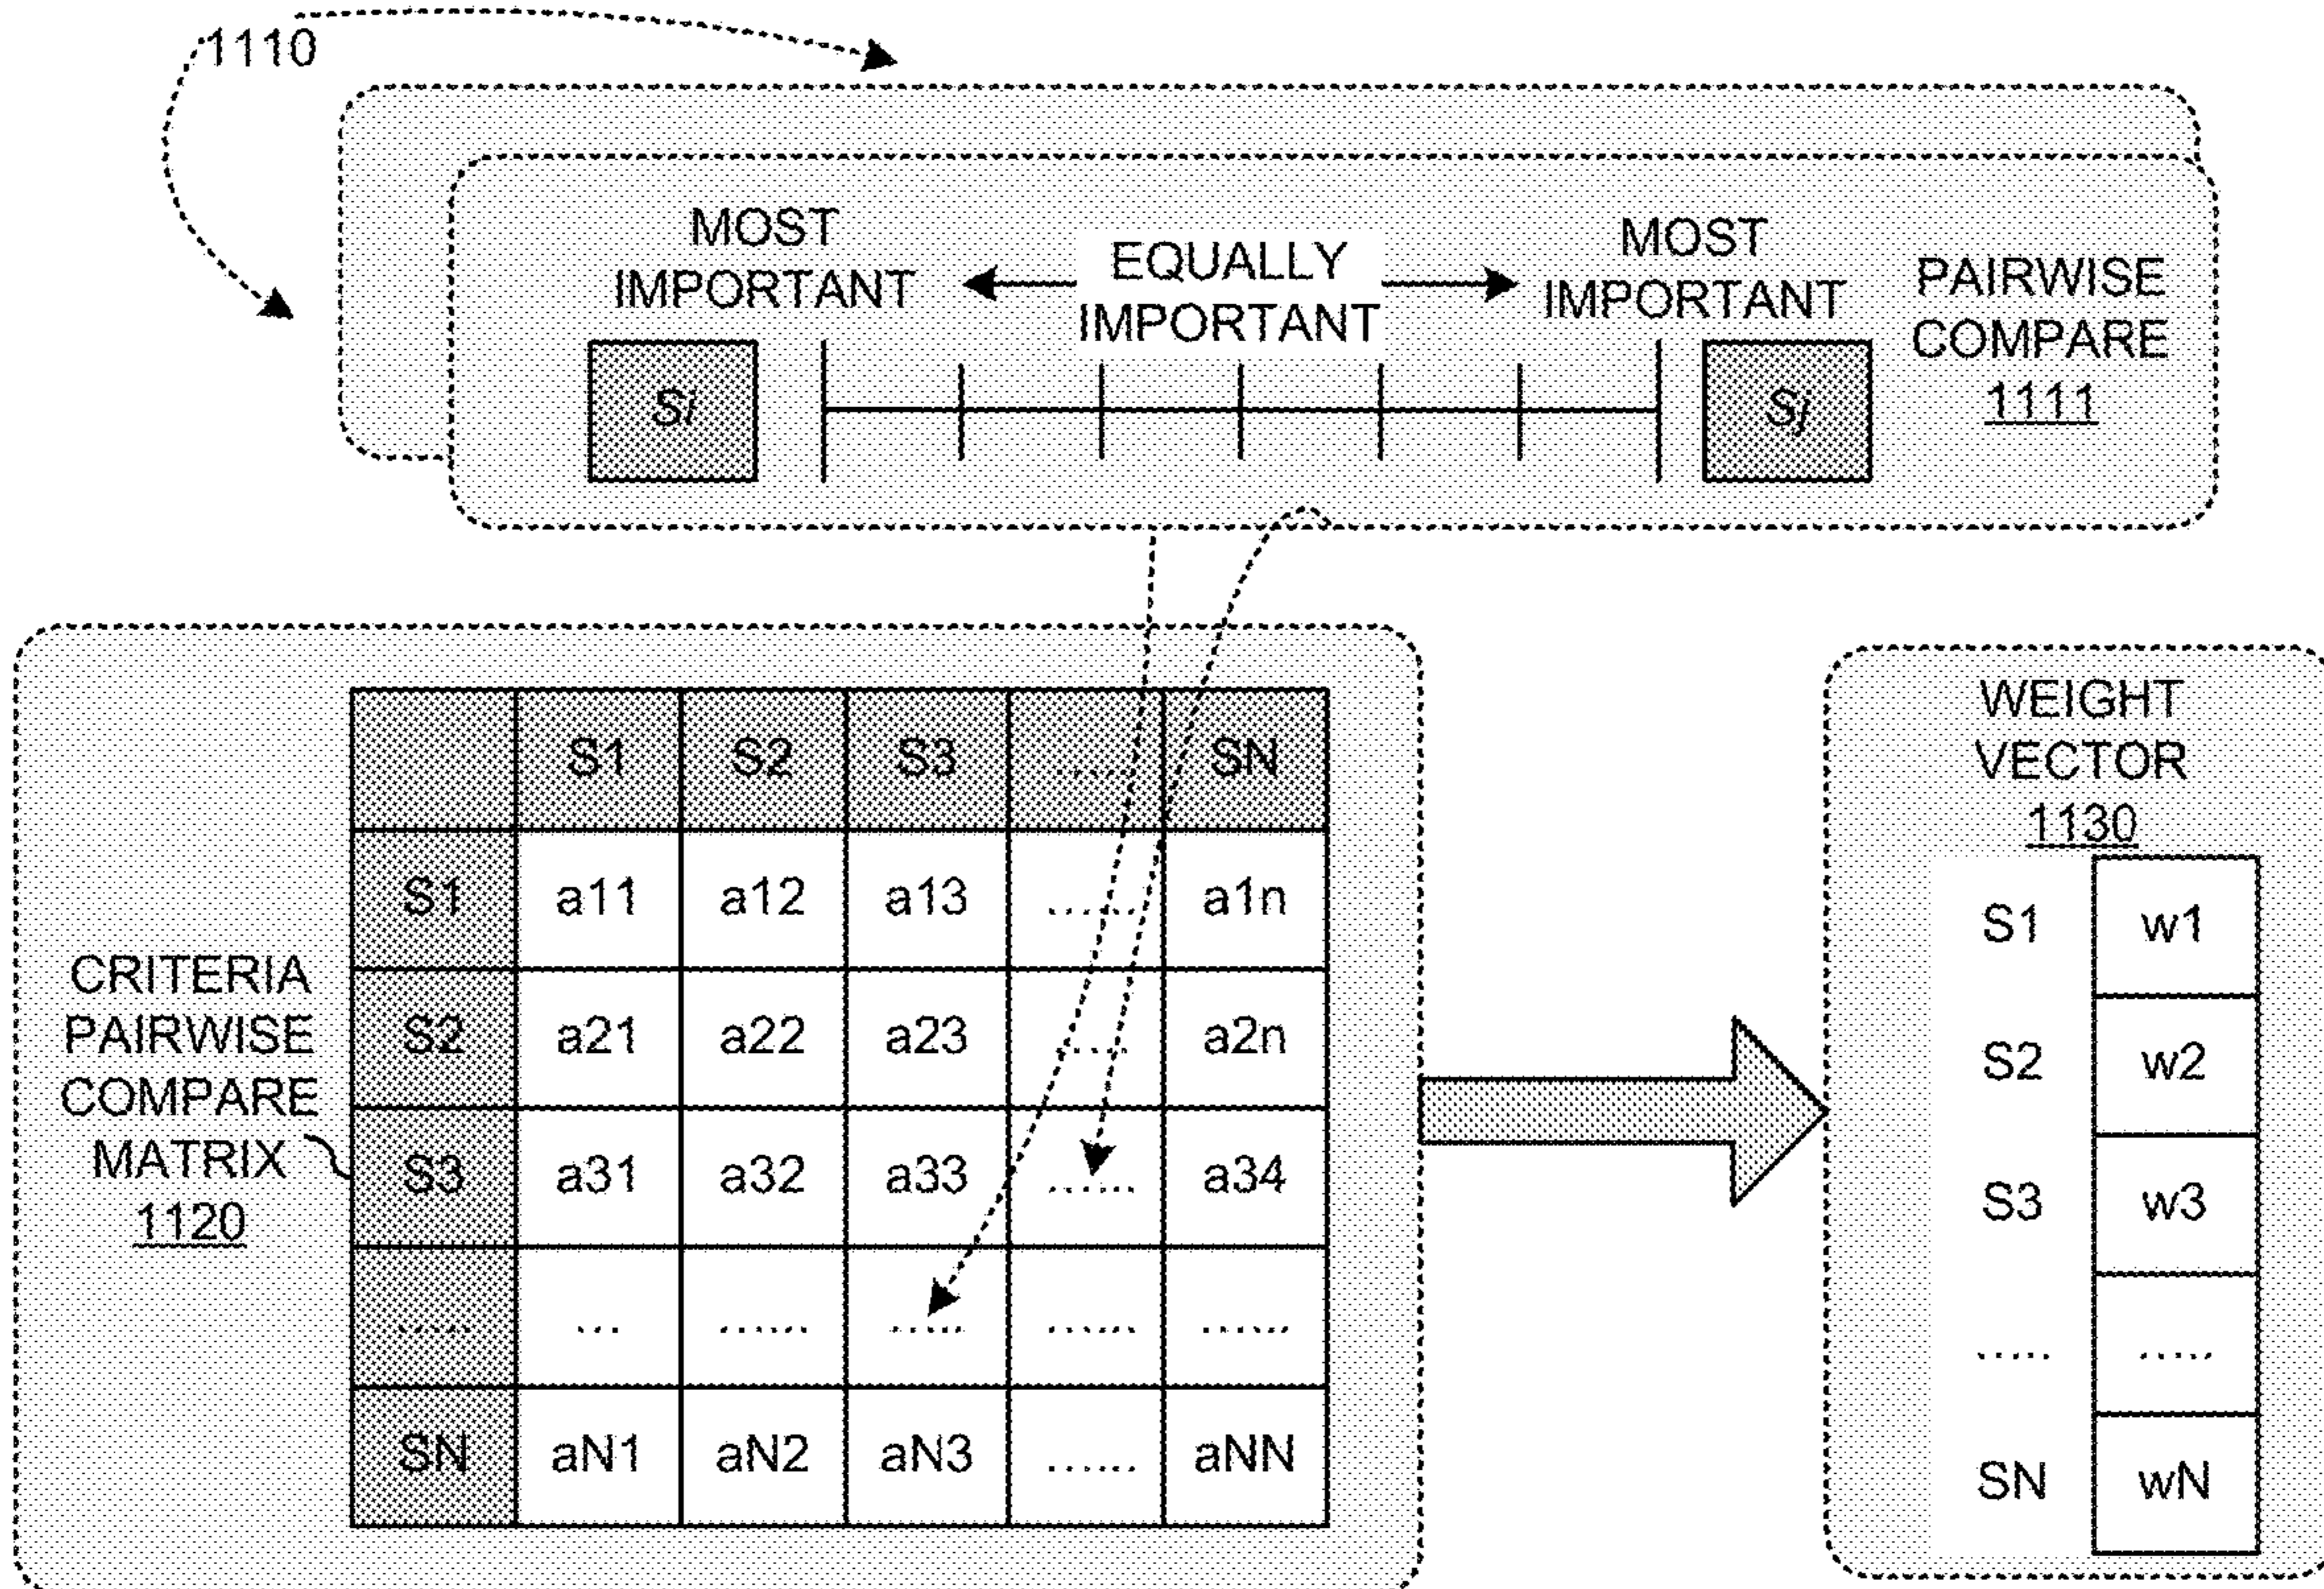 1110
MOST
IMPORTANT
EQUALLY
IMPORTANT
MOST
IMPORTANT
PAIRWISE
COMPARE
1111
Si
Sj
CRITERIA
PAIRWISE
COMPARE
MATRIX
1120
S1 S2 S3 ..... SN
S1 a11 a12 a13 ...... a1n
S2 a21 a22 a23 ..... a2n
S3 a31 a32 a33 ...... a34
..... ... ...... ..... ...... ......
SN aN1 aN2 aN3 ...... aNN
WEIGHT
VECTOR
1130
S1 w1
S2 w2
S3 w3
..... .....
SN wN